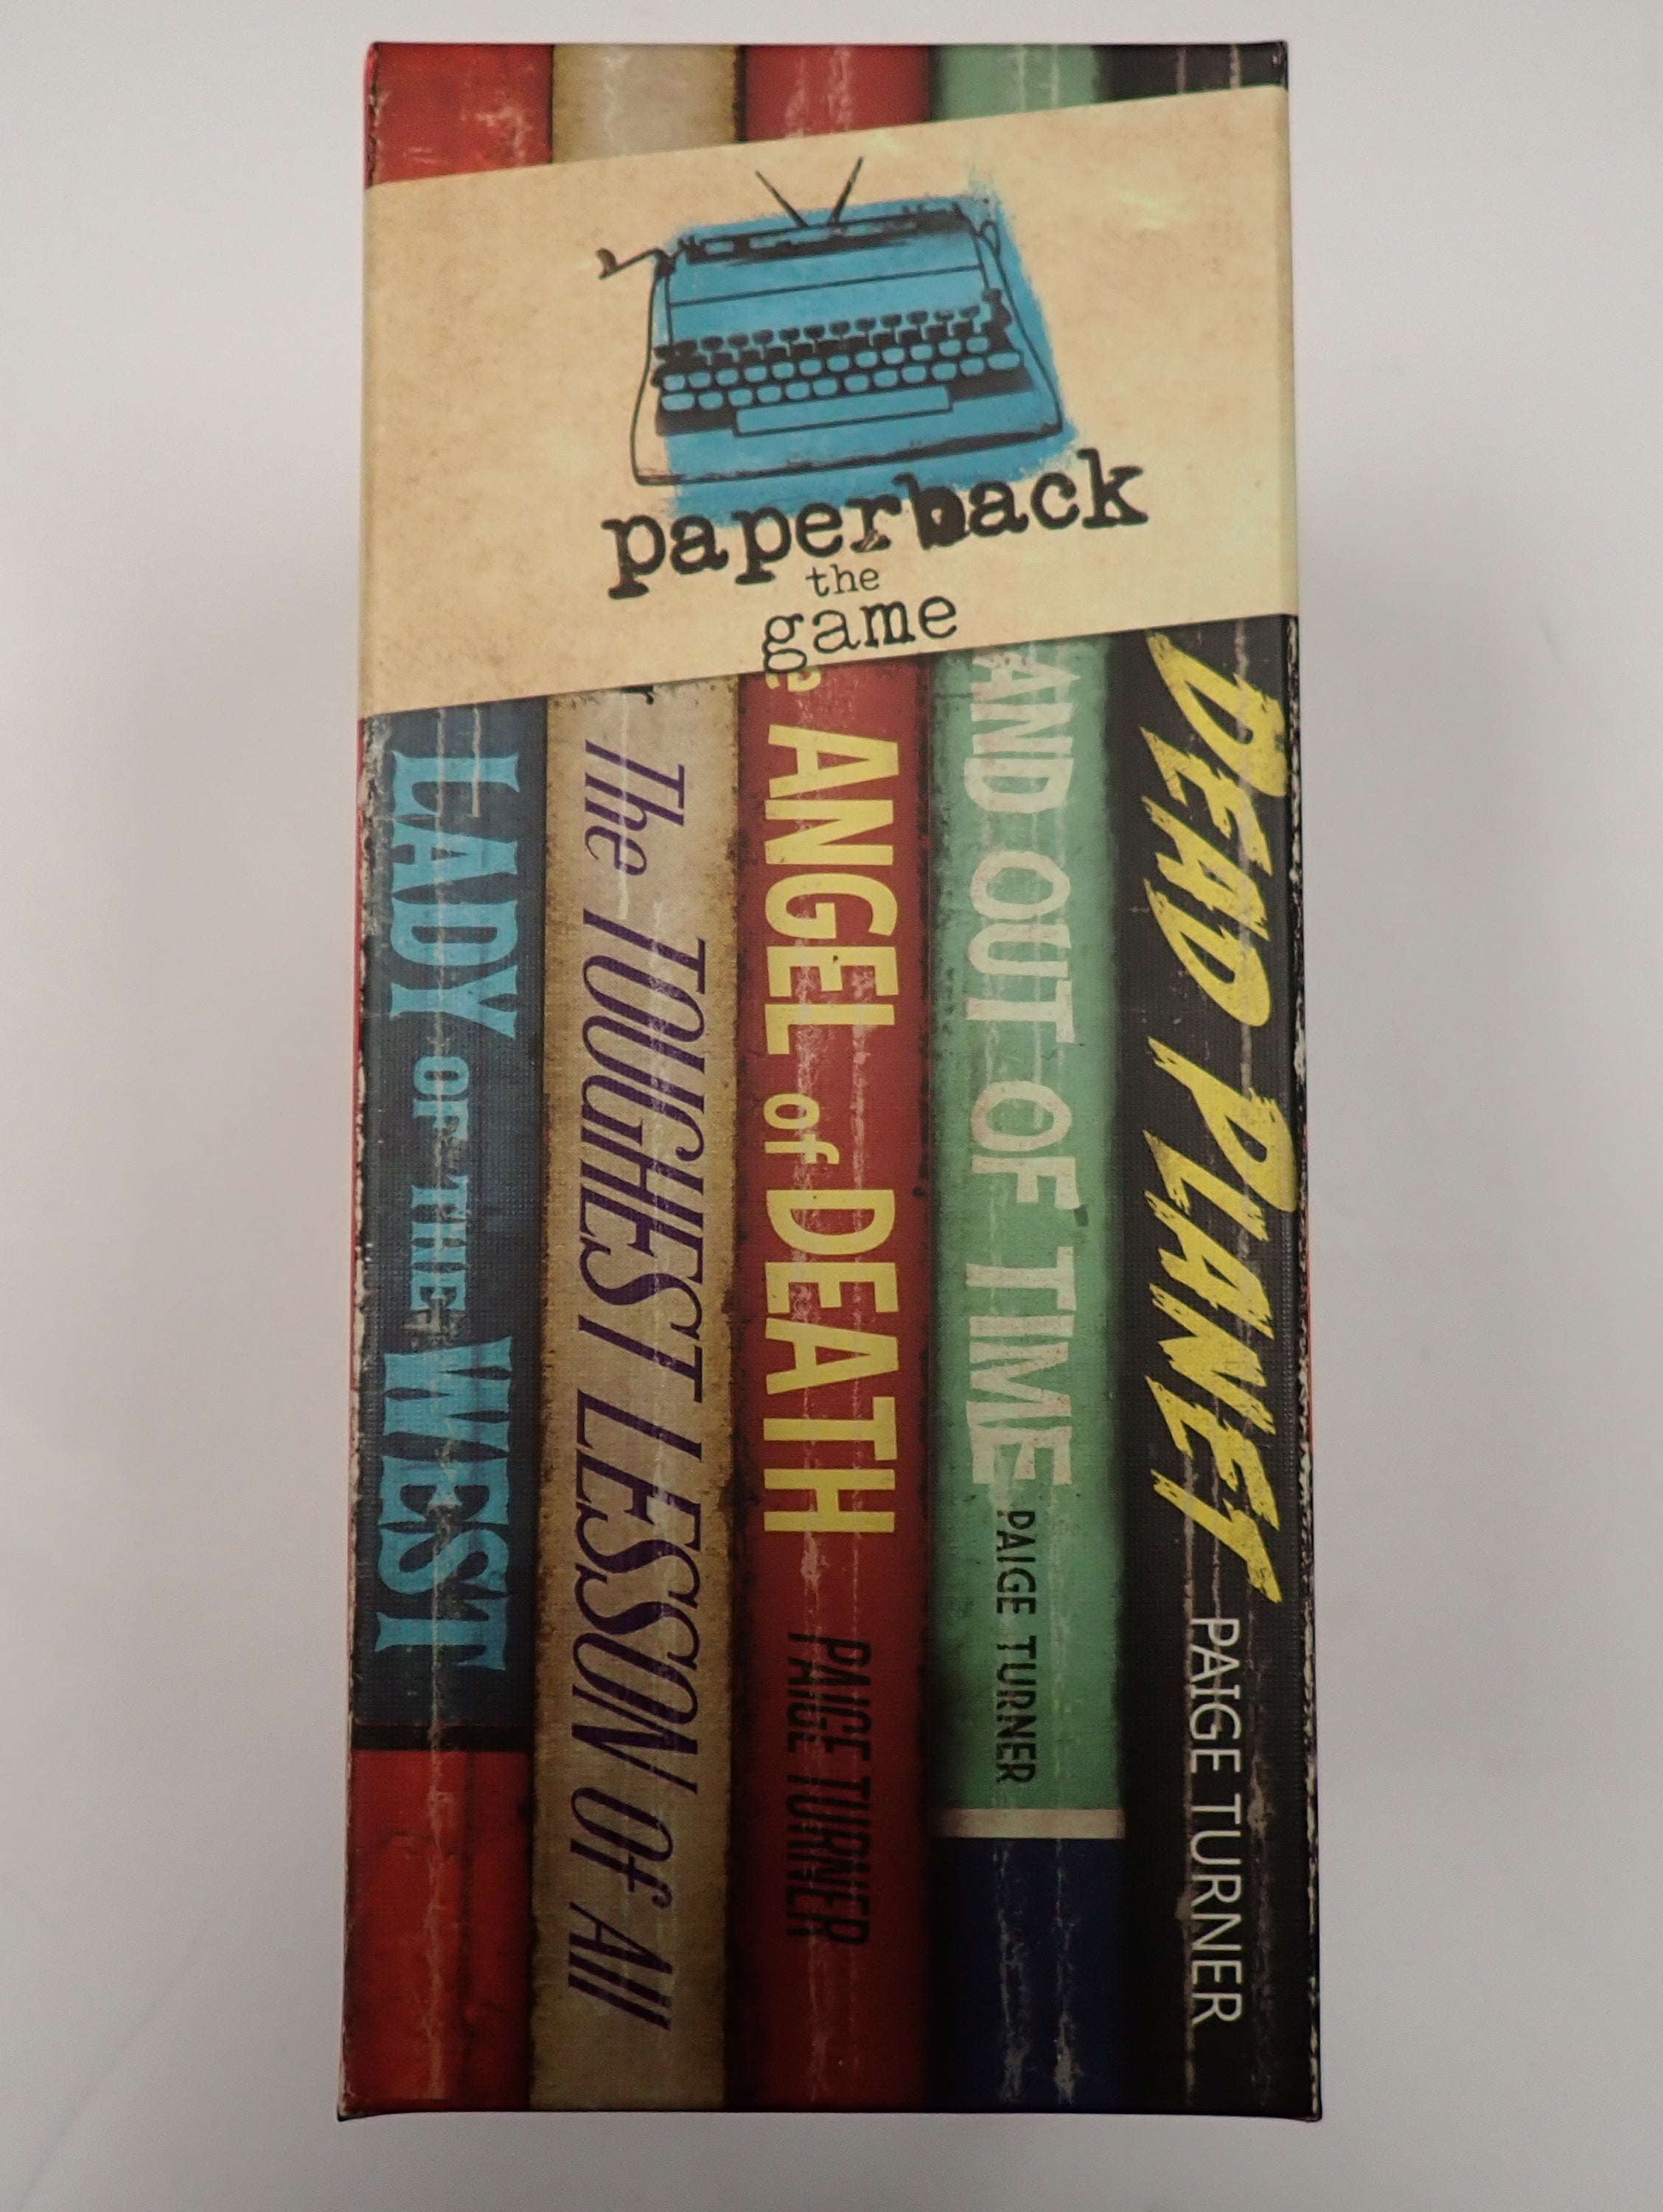 paperback
the
game
LADY OF THE WEST
The TOUGHEST LESSON Of All
ANGEL of DEATH
PAIGE TURNER
AND OUT OF TIME
PAIGE TURNER
DEAD PLANET
PAIGE TURNER